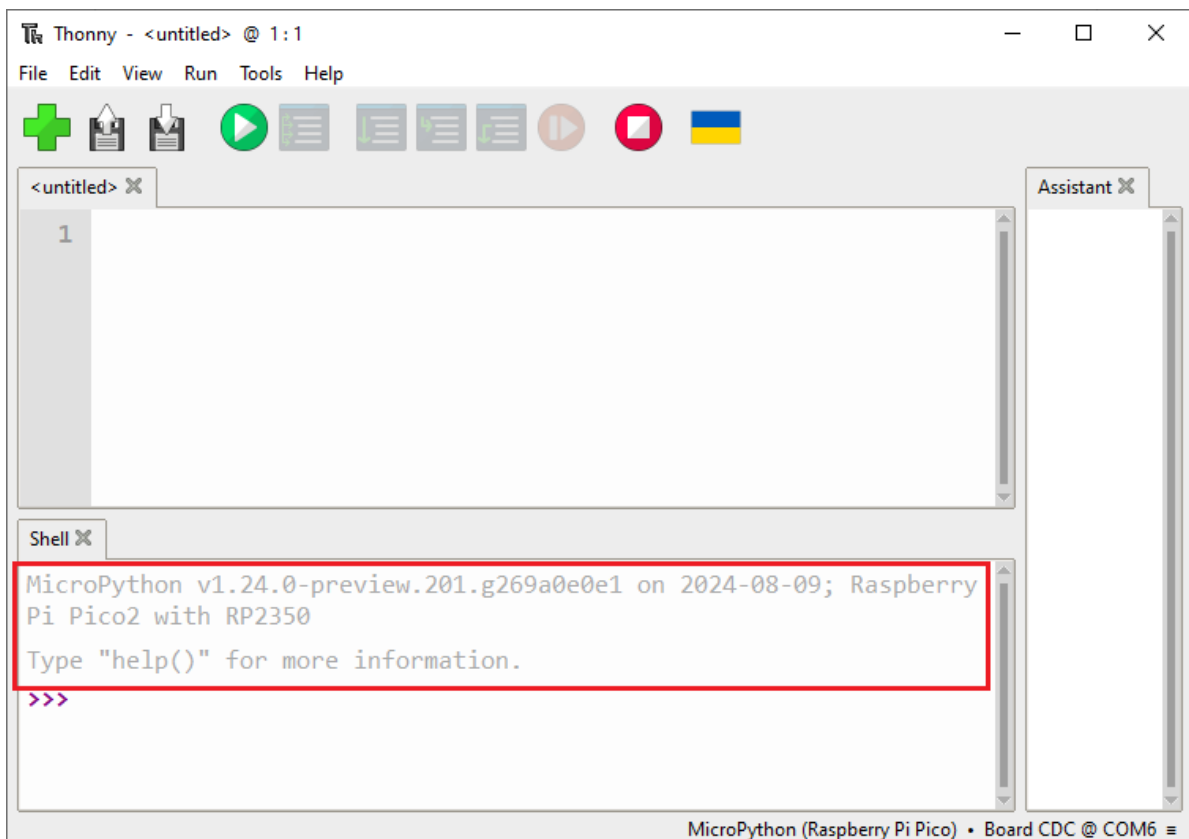 Thonny - <untitled> @ 1:1
File Edit View Run Tools Help
<untitled>
Assistant
1
Shell
MicroPython v1.24.0-preview.201.g269a0e0e1 on 2024-08-09; Raspberry
Pi Pico2 with RP2350
Type "help()" for more information.
>>>
MicroPython (Raspberry Pi Pico) • Board CDC @ COM6 ≡